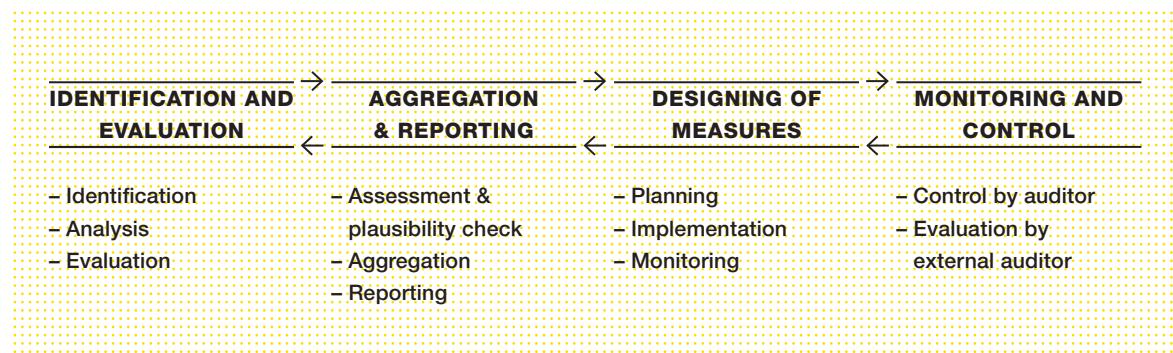 IDENTIFICATION AND
EVALUATION
– Identification
– Analysis
– Evaluation
AGGREGATION
& REPORTING
– Assessment &
plausibility check
– Aggregation
– Reporting
DESIGNING OF
MEASURES
– Planning
– Implementation
– Monitoring
MONITORING AND
CONTROL
– Control by auditor
– Evaluation by
external auditor